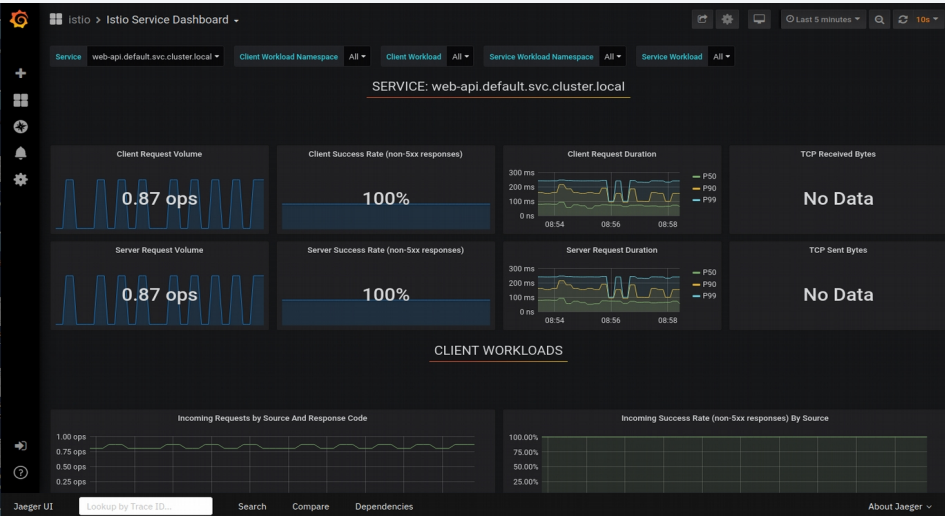 istio > Istio Service Dashboard
Last 5 minutes
10s
Service web-api.default.svc.cluster.local Client Workload Namespace All Client Workload All Service Workload Namespace All Service Workload All
SERVICE: web-api.default.svc.cluster.local
Client Request Volume
0.87 ops
Client Success Rate (non-5xx responses)
100%
Client Request Duration
300 ms
200 ms
100 ms
0 ns
08:54 08:56 08:58
P50
P90
P99
TCP Received Bytes
No Data
Server Request Volume
0.87 ops
Server Success Rate (non-5xx responses)
100%
Server Request Duration
300 ms
200 ms
100 ms
0 ns
08:54 08:56 08:58
P50
P90
P99
TCP Sent Bytes
No Data
CLIENT WORKLOADS
Incoming Requests by Source And Response Code
1.00 ops
0.75 ops
0.50 ops
0.25 ops
Incoming Success Rate (non-5xx responses) By Source
100.00%
75.00%
50.00%
25.00%
Jaeger UI Lookup by Trace ID... Search Compare Dependencies About Jaeger